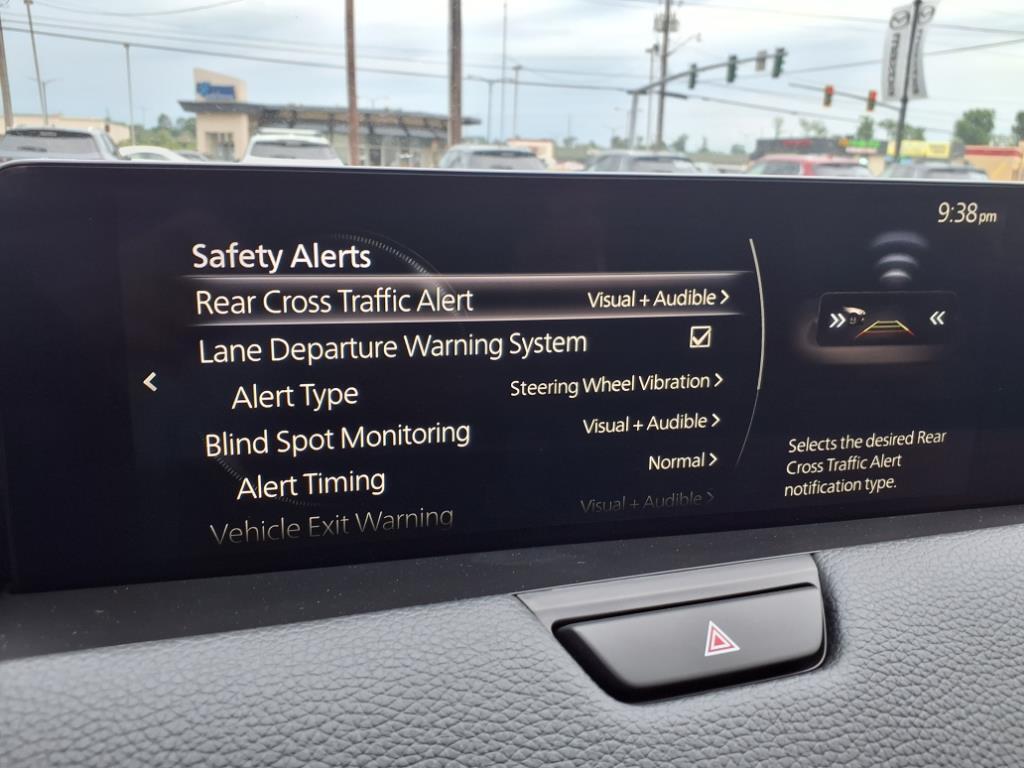 mazda
9:38pm
Safety Alerts
Rear Cross Traffic Alert Visual + Audible
Lane Departure Warning System
Alert Type Steering Wheel Vibration
Blind Spot Monitoring Visual + Audible
Alert Timing Normal
Vehicle Exit Warning Visual + Audible
Selects the desired Rear
Cross Traffic Alert
notification type.